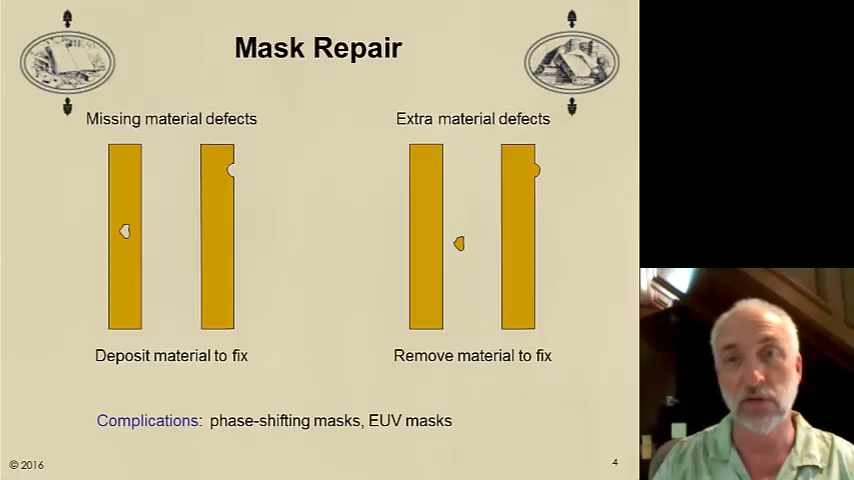 Mask Repair
Missing material defects
Extra material defects
Deposit material to fix
Remove material to fix
Complications: phase-shifting masks, EUV masks
© 2016
4